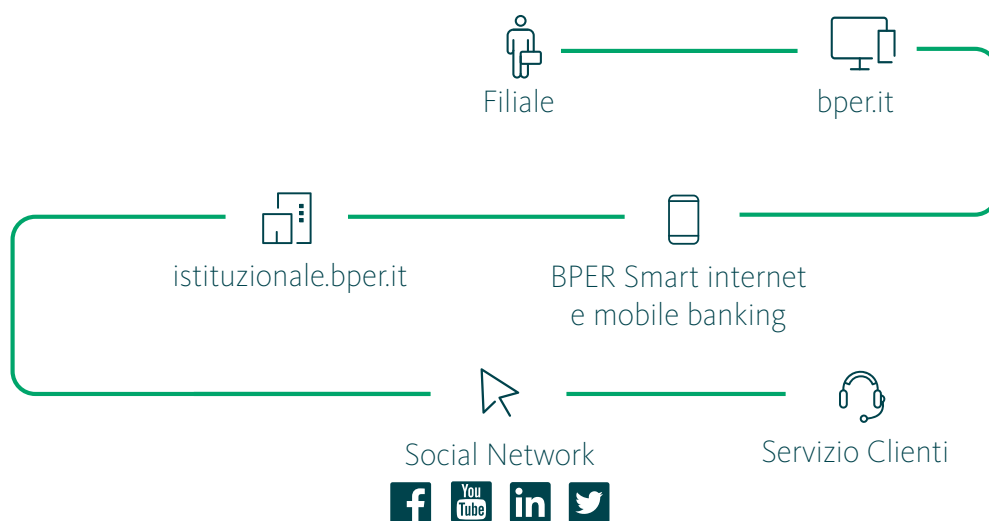 Filiale
bper.it
istituzionale.bper.it
BPER Smart internet
e mobile banking
Social Network
Servizio Clienti
f
You
Tube
in